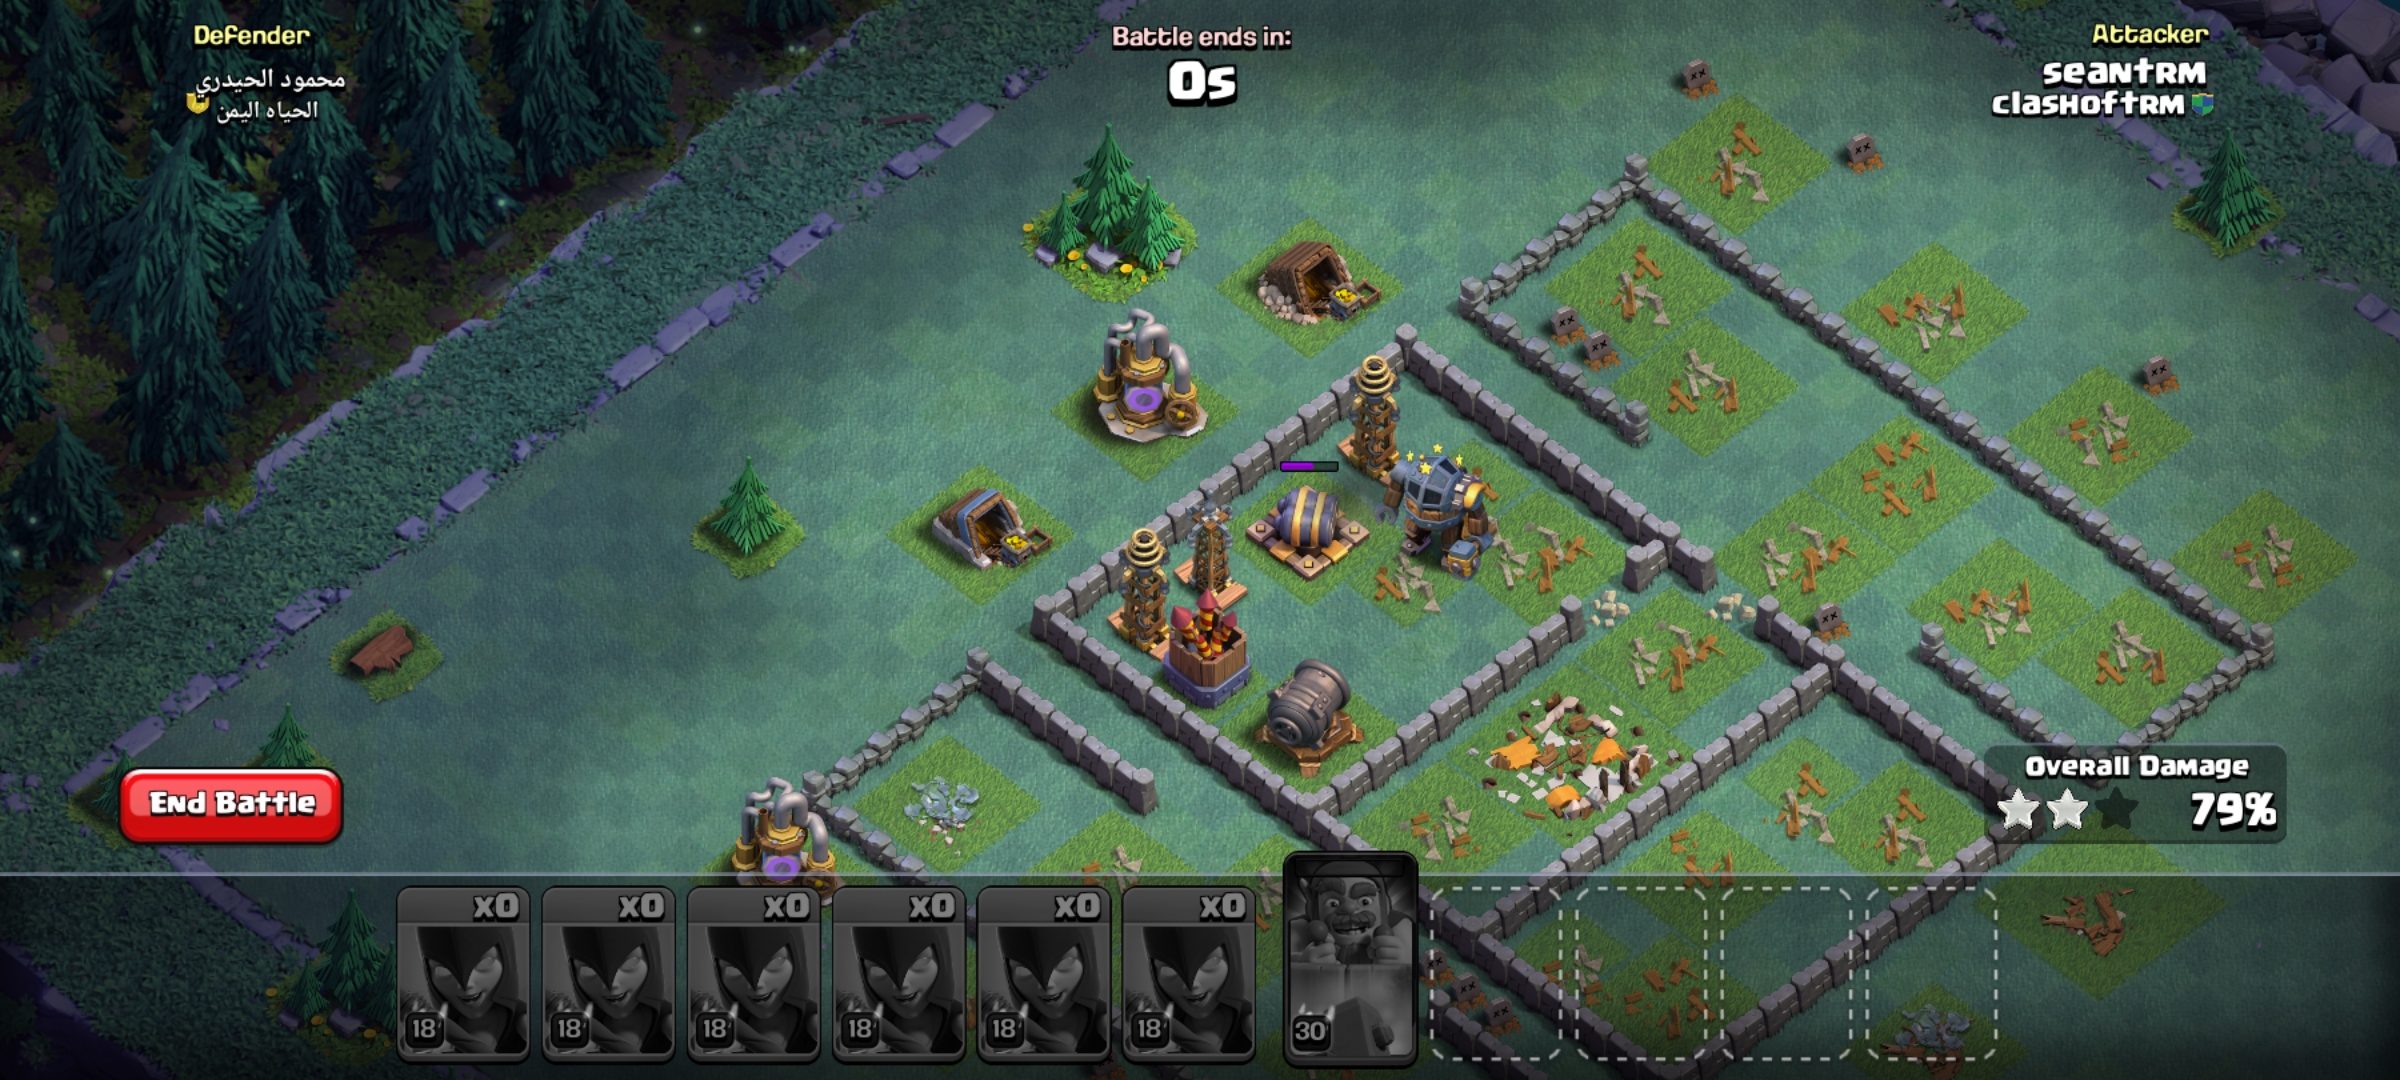 Defender
محمود الحيدري
الحياه اليمن
Battle ends in:
0s
Attacker
seantRM
clashoftRM
End Battle
Overall Damage
79%
x0
x0
x0
x0
x0
x0
18
18
18
18
18
18
30